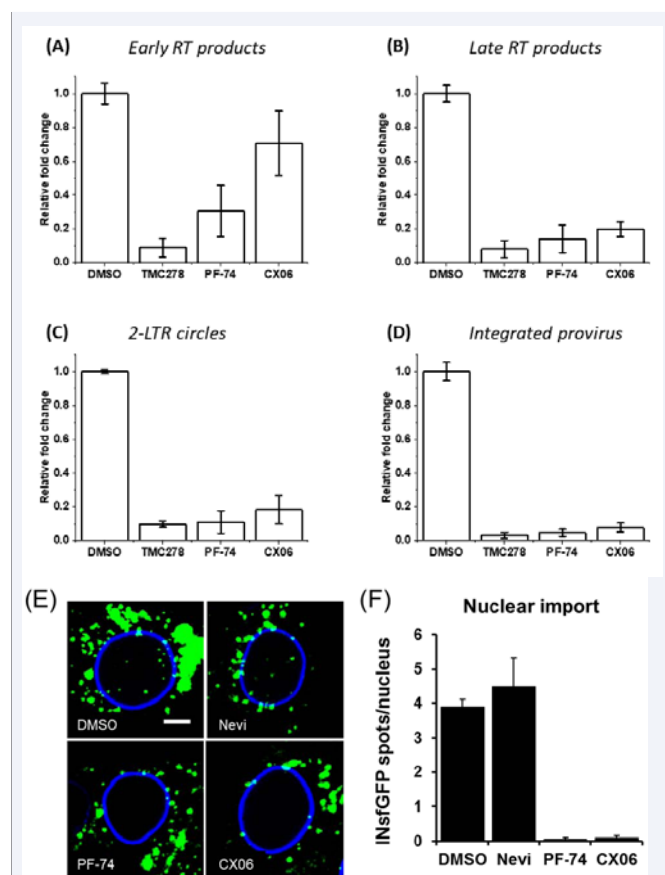 (A) Early RT products
Relative fold change
1.0
0.8
0.6
0.4
0.2
0.0
DMSO TMC278 PF-74 CX06
(B) Late RT products
Relative fold change
1.0
0.8
0.6
0.4
0.2
0.0
DMSO TMC278 PF-74 CX06
(C) 2-LTR circles
Relative fold change
1.0
0.8
0.6
0.4
0.2
0.0
DMSO TMC278 PF-74 CX06
(D) Integrated provirus
Relative fold change
1.0
0.8
0.6
0.4
0.2
0.0
DMSO TMC278 PF-74 CX06
(E)
DMSO
Nevi
PF-74
CX06
(F) Nuclear import
INsfGFP spots/nucleus
6
5
4
3
2
1
0
DMSO Nevi PF-74 CX06